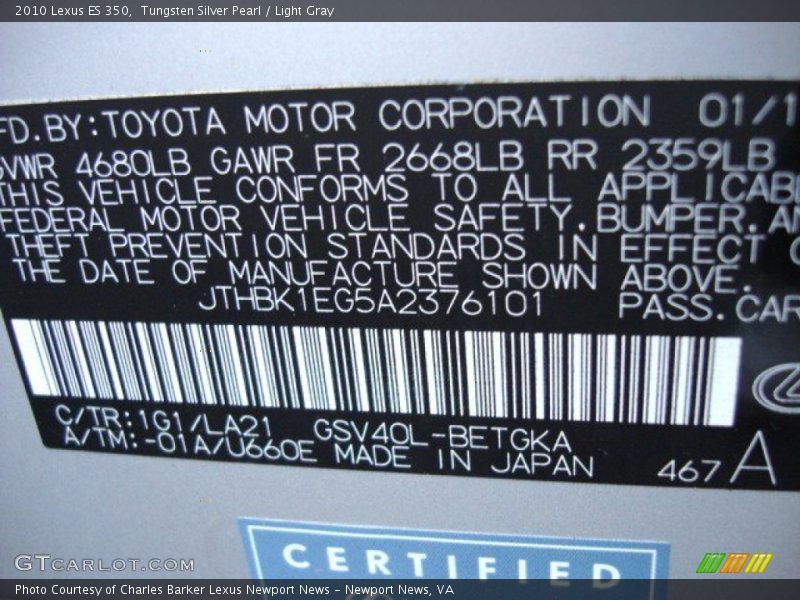 2010 Lexus ES 350, Tungsten Silver Pearl / Light Gray
FD.BY:TOYOTA MOTOR CORPORATION 01/1
GVWR 4680LB GAWR FR 2668LB RR 2359LB
THIS VEHICLE CONFORMS TO ALL APPLICABL
FEDERAL MOTOR VEHICLE SAFETY.BUMPER.AN
THEFT PREVENTION STANDARDS IN EFFECT O
THE DATE OF MANUFACTURE SHOWN ABOVE.
JTHBK1EG5A2376101 PASS.CAR
C/TR:1G1/LA21 GSV40L-BETGKA
A/TM:-01A/U660E MADE IN JAPAN 467 A
CERTIFIED
GTCARLOT.COM
Photo Courtesy of Charles Barker Lexus Newport News – Newport News, VA